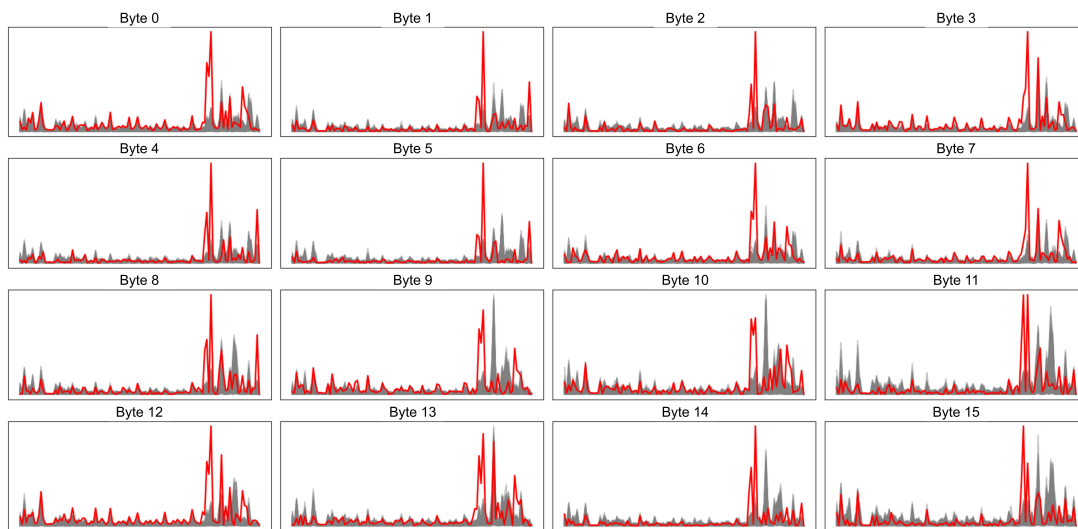 Byte 0
Byte 1
Byte 2
Byte 3
Byte 4
Byte 5
Byte 6
Byte 7
Byte 8
Byte 9
Byte 10
Byte 11
Byte 12
Byte 13
Byte 14
Byte 15